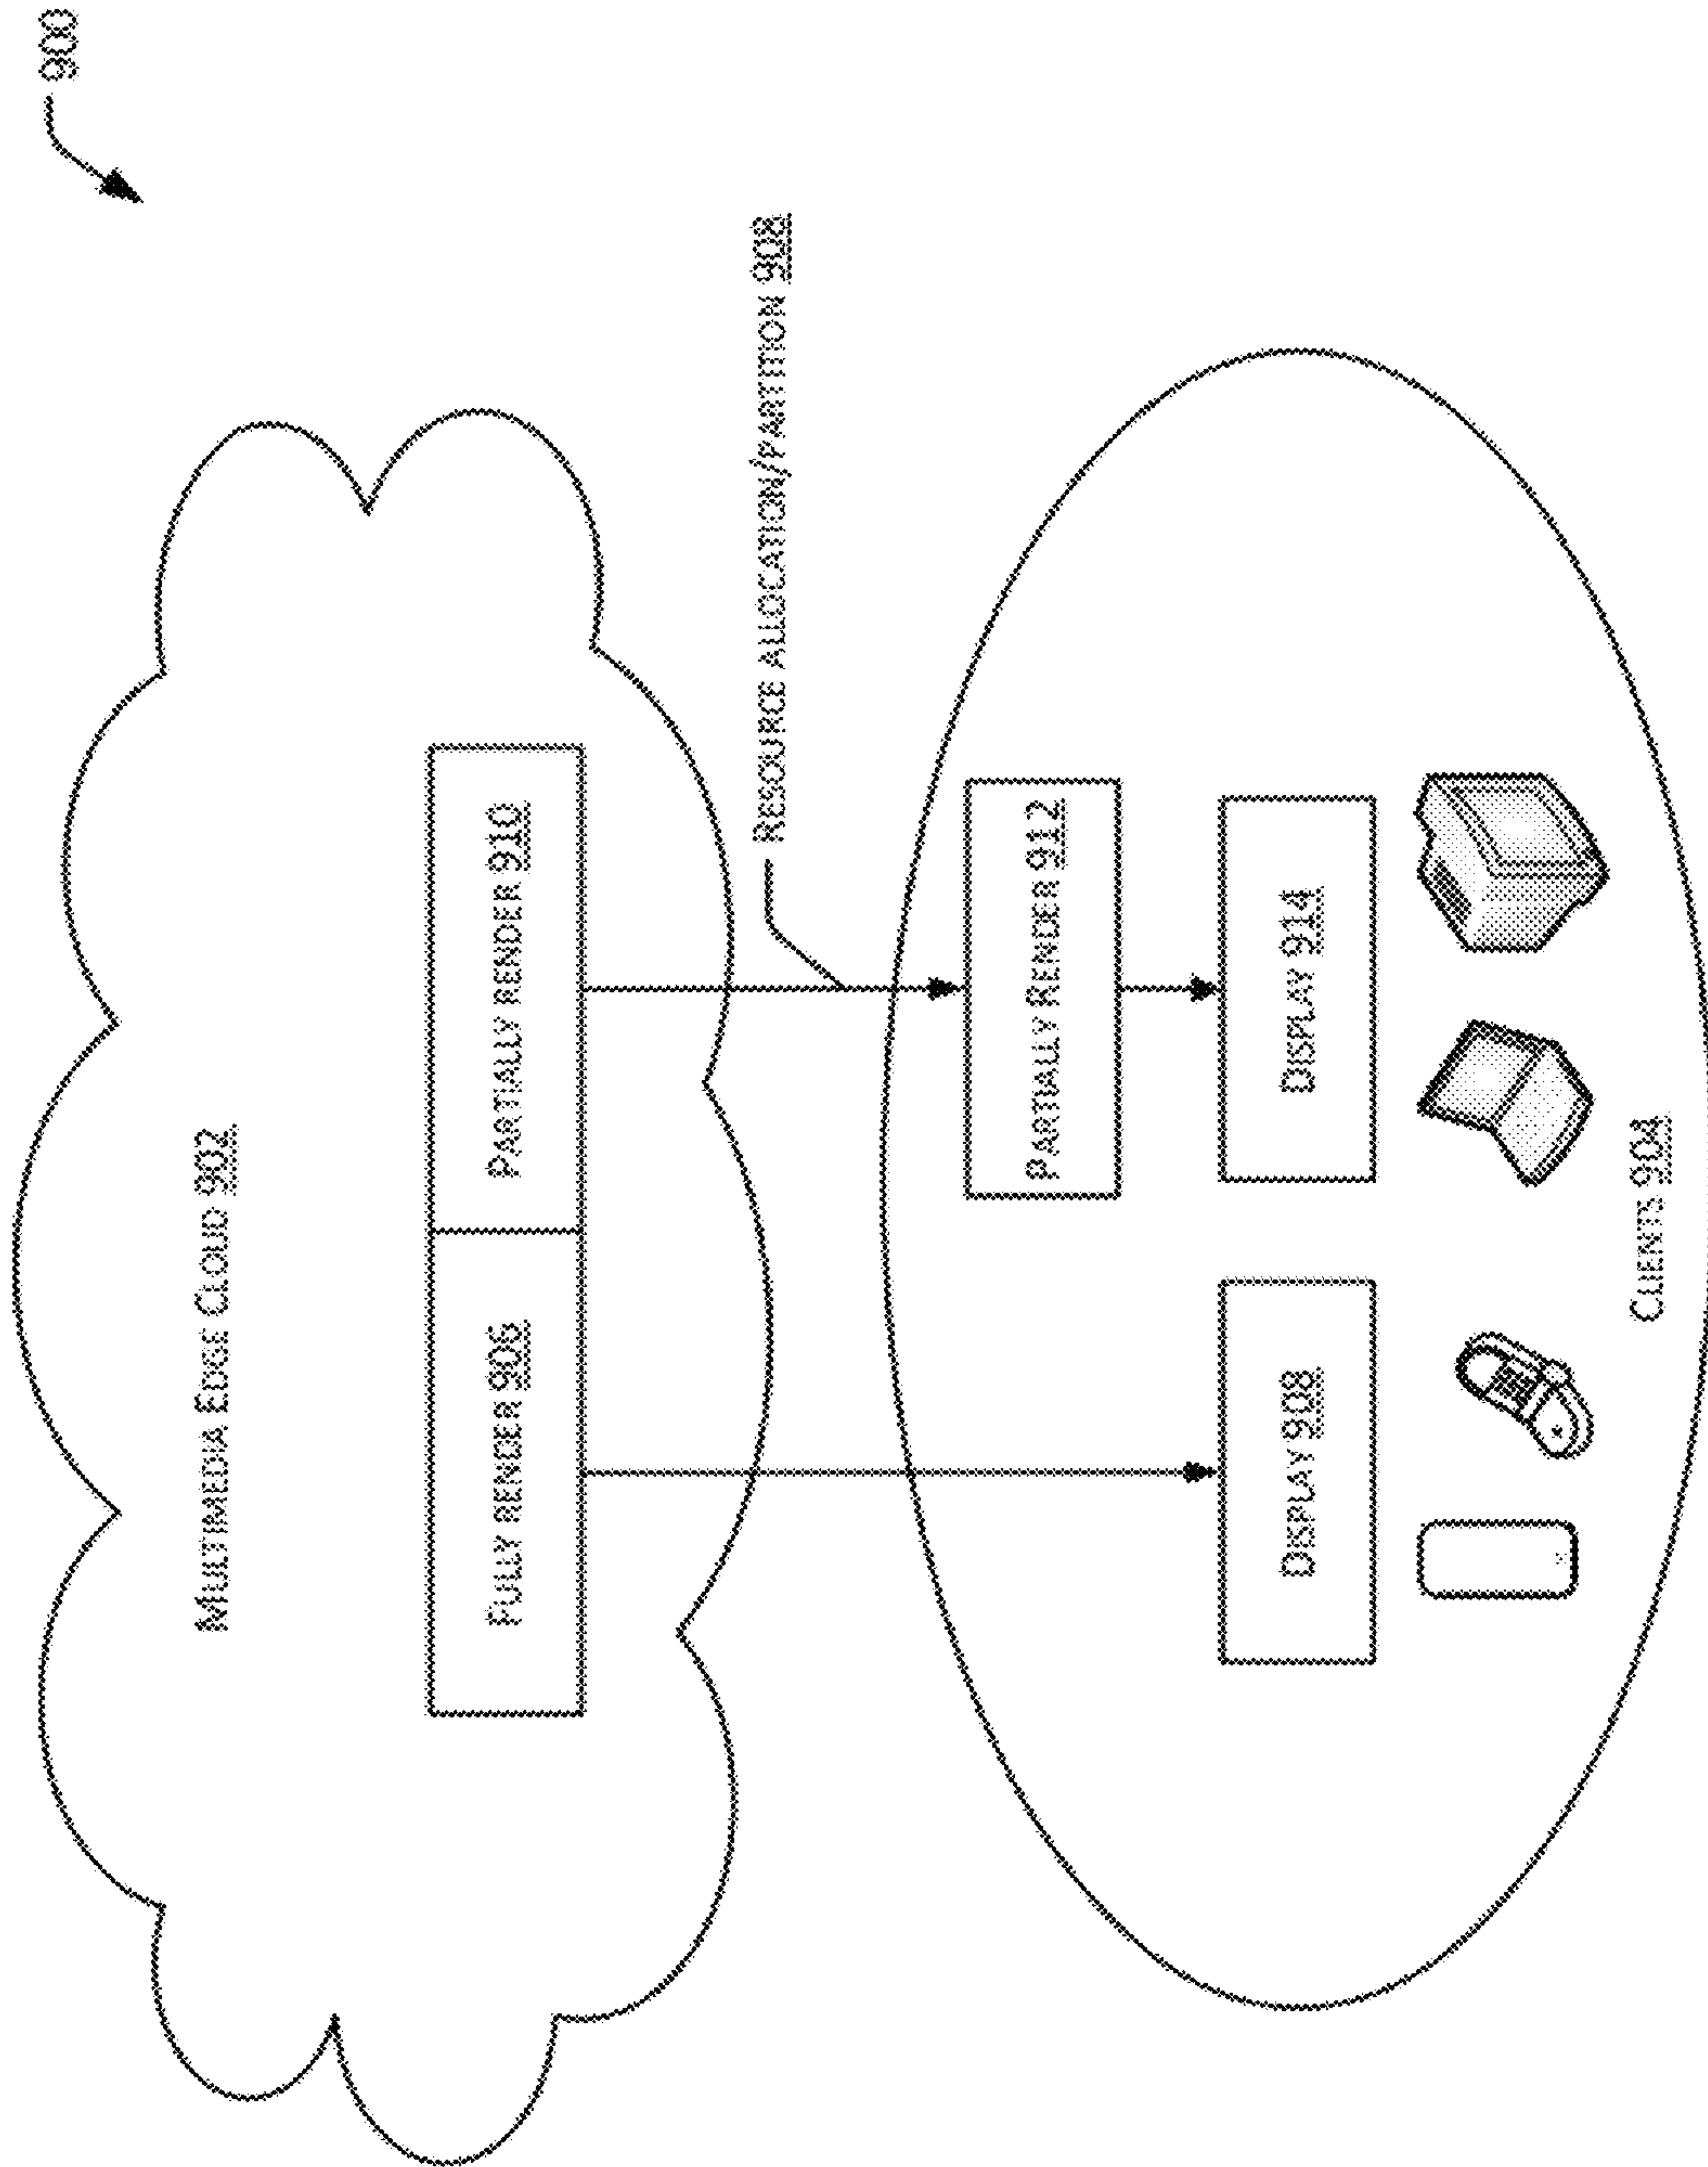 900
MULTIMEDIA EDGE CLOUD 902
FULLY RENDER 906
PARTIALLY RENDER 910
RESOURCE ALLOCATION/PARTITION 908
PARTIALLY RENDER 912
DISPLAY 908
DISPLAY 914
CLIENTS 904